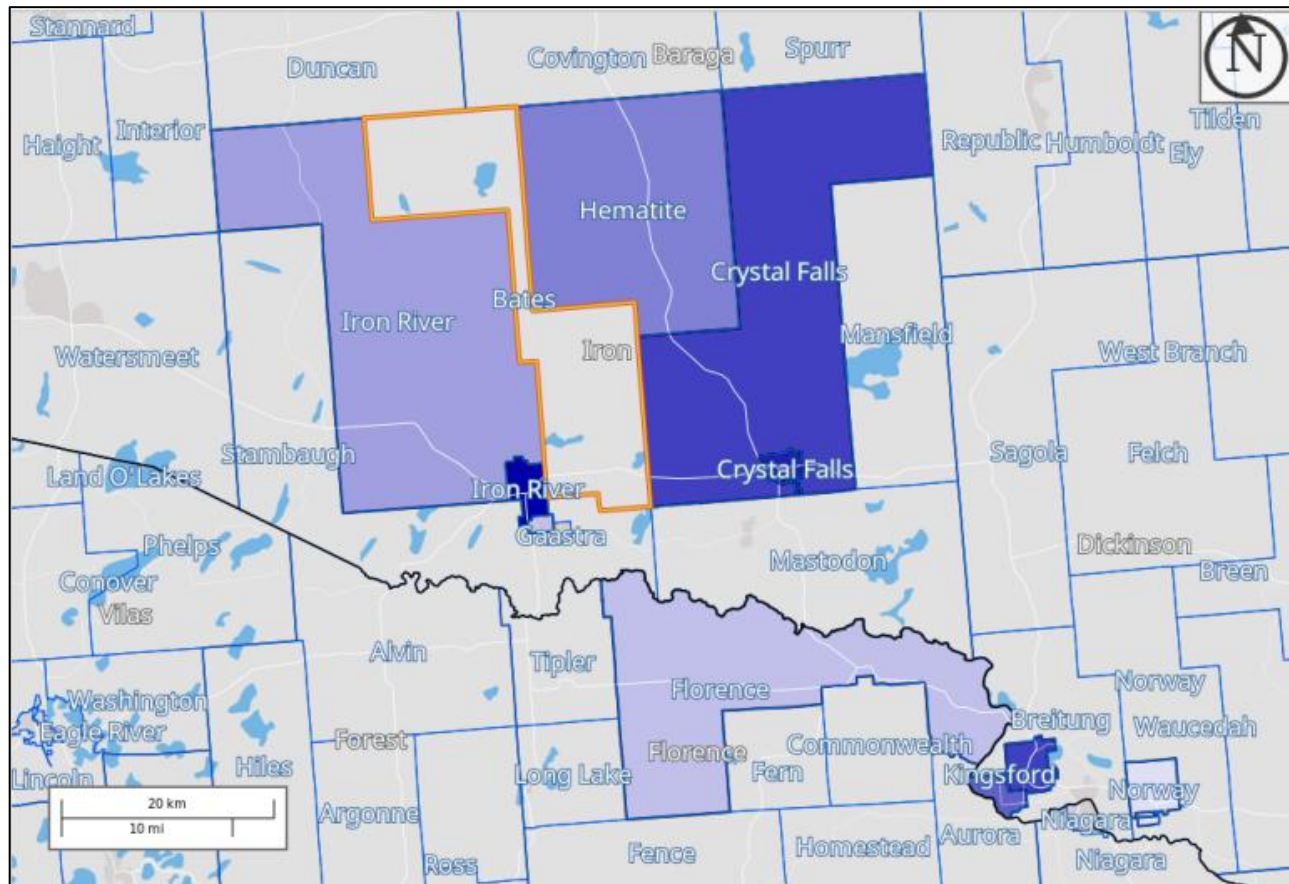 Stannard
Duncan
Covington
Baraga
Spurr
N
Haight
Interior
Republic
Humboldt
Ely
Tilden
Hematite
Crystal Falls
Bates
Iron River
Iron
Mansfield
Watersmeet
West Branch
Stambaugh
Land O'Lakes
Crystal Falls
Sagola
Felch
Iron River
Gaastra
Phelps
Mastodon
Dickinson
Breen
Conover
Vilas
Alvin
Tipler
Florence
Norway
Washington
Eagle River
Breitung
Waucedah
Forest
Florence
Commonwealth
Lincoln
Hiles
Long Lake
Fern
Kingsford
Norway
20 km
10 mi
Argonne
Niagara
Aurora
Ross
Fence
Homestead
Niagara